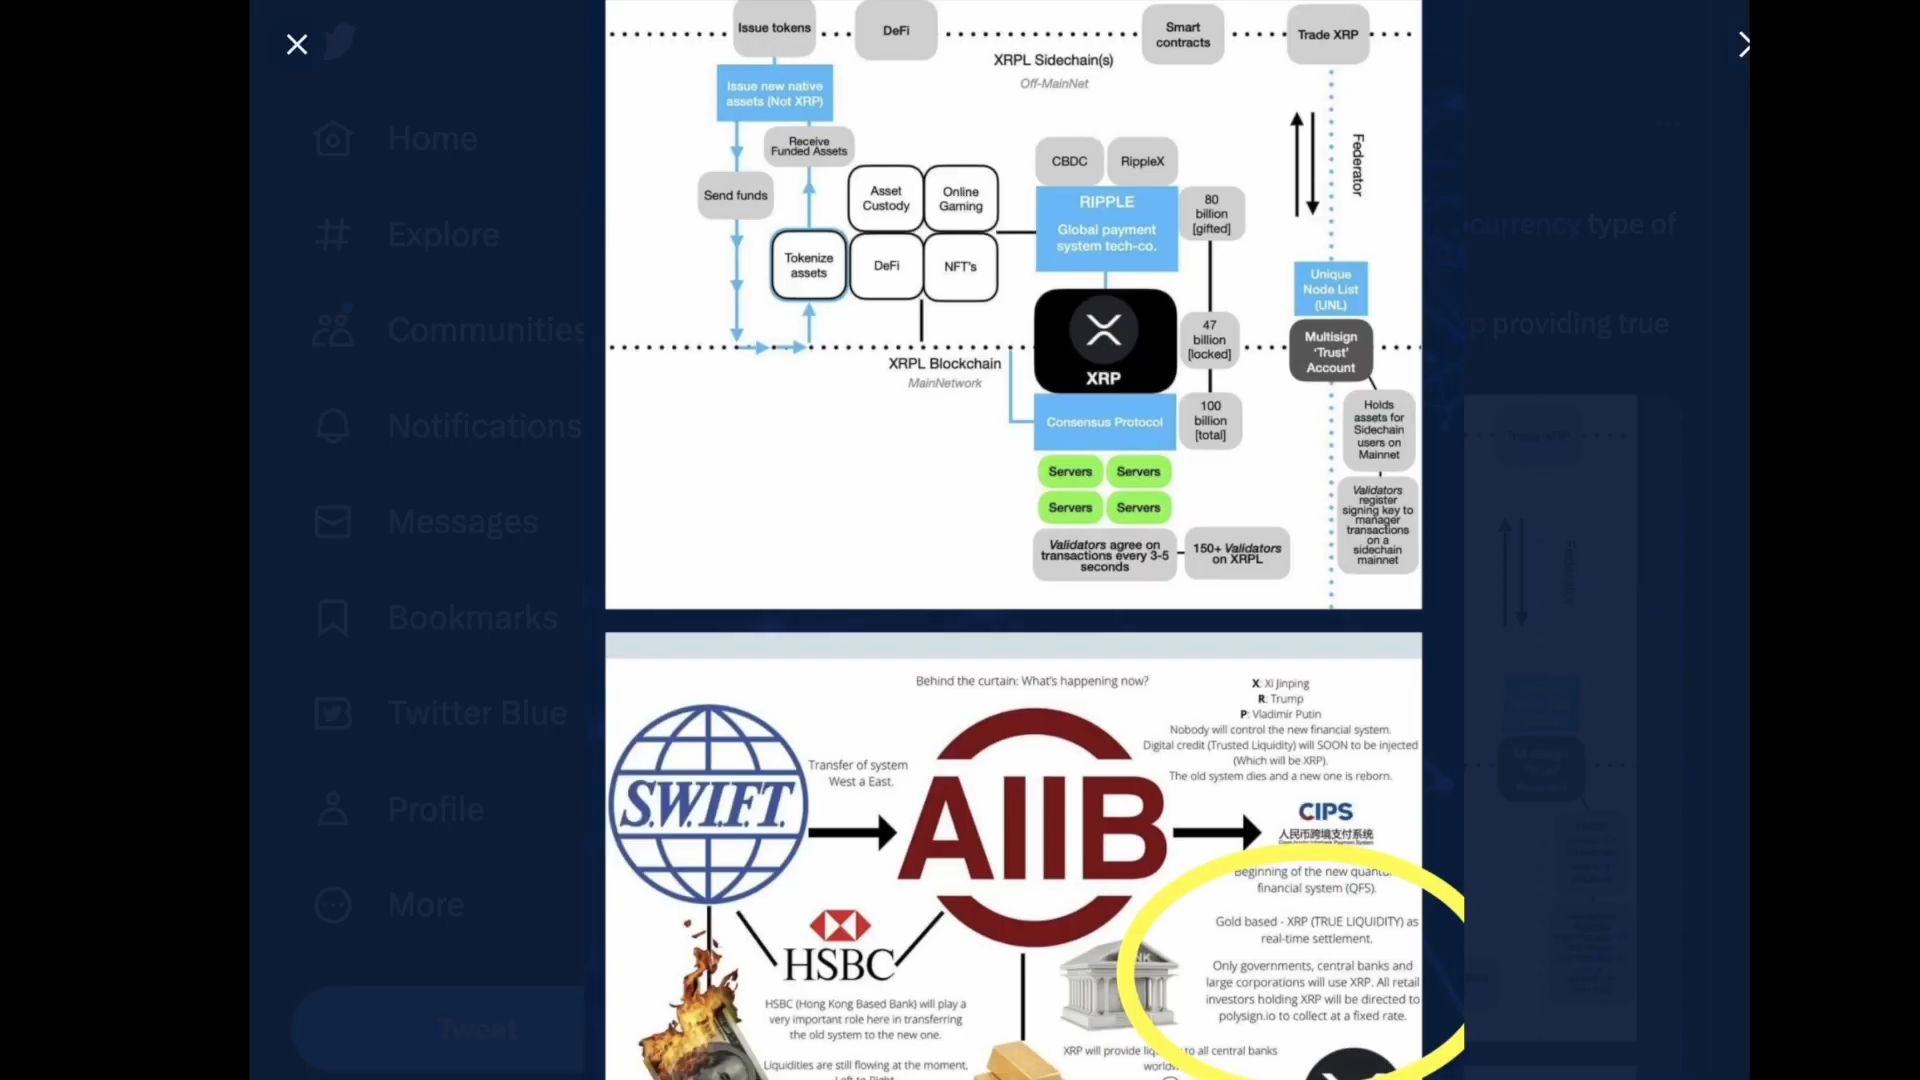 Home
Explore
Communities
Notifications
Messages
Bookmarks
Twitter Blue
Profile
More
Tweet
Issue tokens
DeFi
Smart
contracts
Trade XRP
XRPL Sidechain(s)
Off-MainNet
Issue new native
assets (Not XRP)
Receive
Funded Assets
Send funds
Tokenize
assets
Asset
Custody
Online
Gaming
DeFi
NFT's
CBDC
RippleX
RIPPLE
Global payment
system tech-co.
80
billion
[gifted]
Federator
XRP
47
billion
[locked]
XRPL Blockchain
MainNetwork
Consensus Protocol
100
billion
[total]
Servers
Servers
Servers
Servers
Validators agree on
transactions every 3-5
seconds
150+ Validators
on XRPL
Unique
Node List
(UNL)
Multisign
'Trust'
Account
Holds
assets for
Sidechain
users on
Mainnet
Validators
register
signing key to
manager
transactions
on a
sidechain
mainnet
type of
providing true
Behind the curtain: What's happening now?
X: Xi Jinping
R: Trump
P: Vladimir Putin
Nobody will control the new financial system.
Digital credit (Trusted Liquidity) will SOON to be injected
(Which will be XRP).
The old system dies and a new one is reborn.
S.W.I.F.T.
Transfer of system
West a East.
AIIB
CIPS
人民币跨境支付系统
HSBC
HSBC (Hong Kong Based Bank) will play a
very important role here in transferring
the old system to the new one.
Liquidities are still flowing at the moment,
Left to Right
Beginning of the new
financial system (QFS).
Gold based - XRP (TRUE LIQUIDITY) as
real-time settlement.
Only governments, central banks and
large corporations will use XRP. All retail
investors holding XRP will be directed to
polysign.io to collect at a fixed rate.
XRP will provide to all central banks